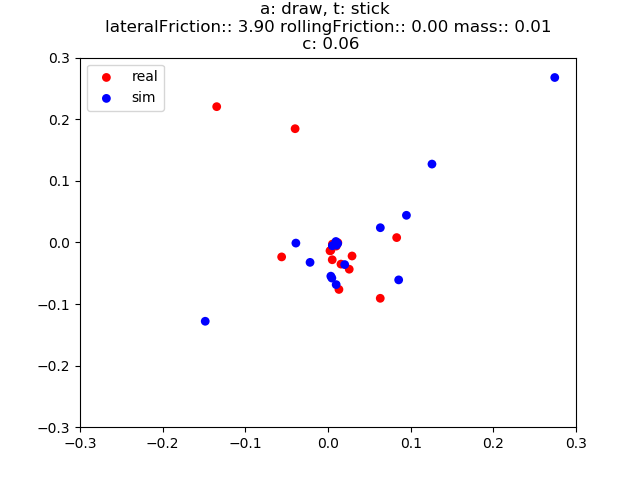 a: draw, t: stick
lateralFriction:: 3.90 rollingFriction:: 0.00 mass:: 0.01
c: 0.06
real
sim
0.3
0.2
0.1
0.0
−0.1
−0.2
−0.3
−0.3
−0.2
−0.1
0.0
0.1
0.2
0.3